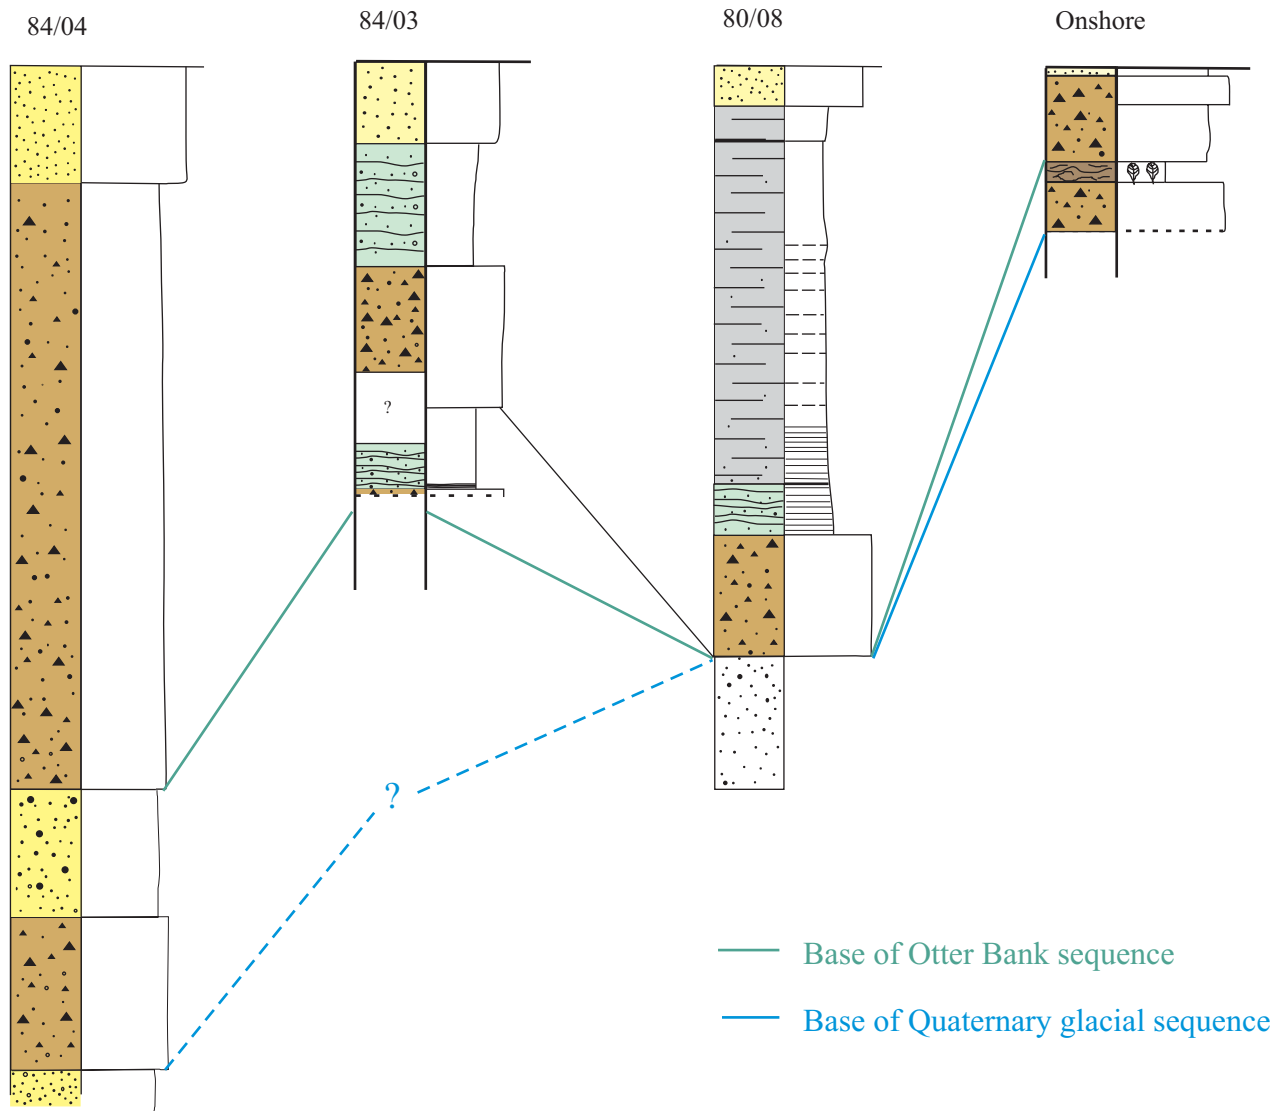 84/04
84/03
80/08
Onshore
?
?
Base of Otter Bank sequence
Base of Quaternary glacial sequence